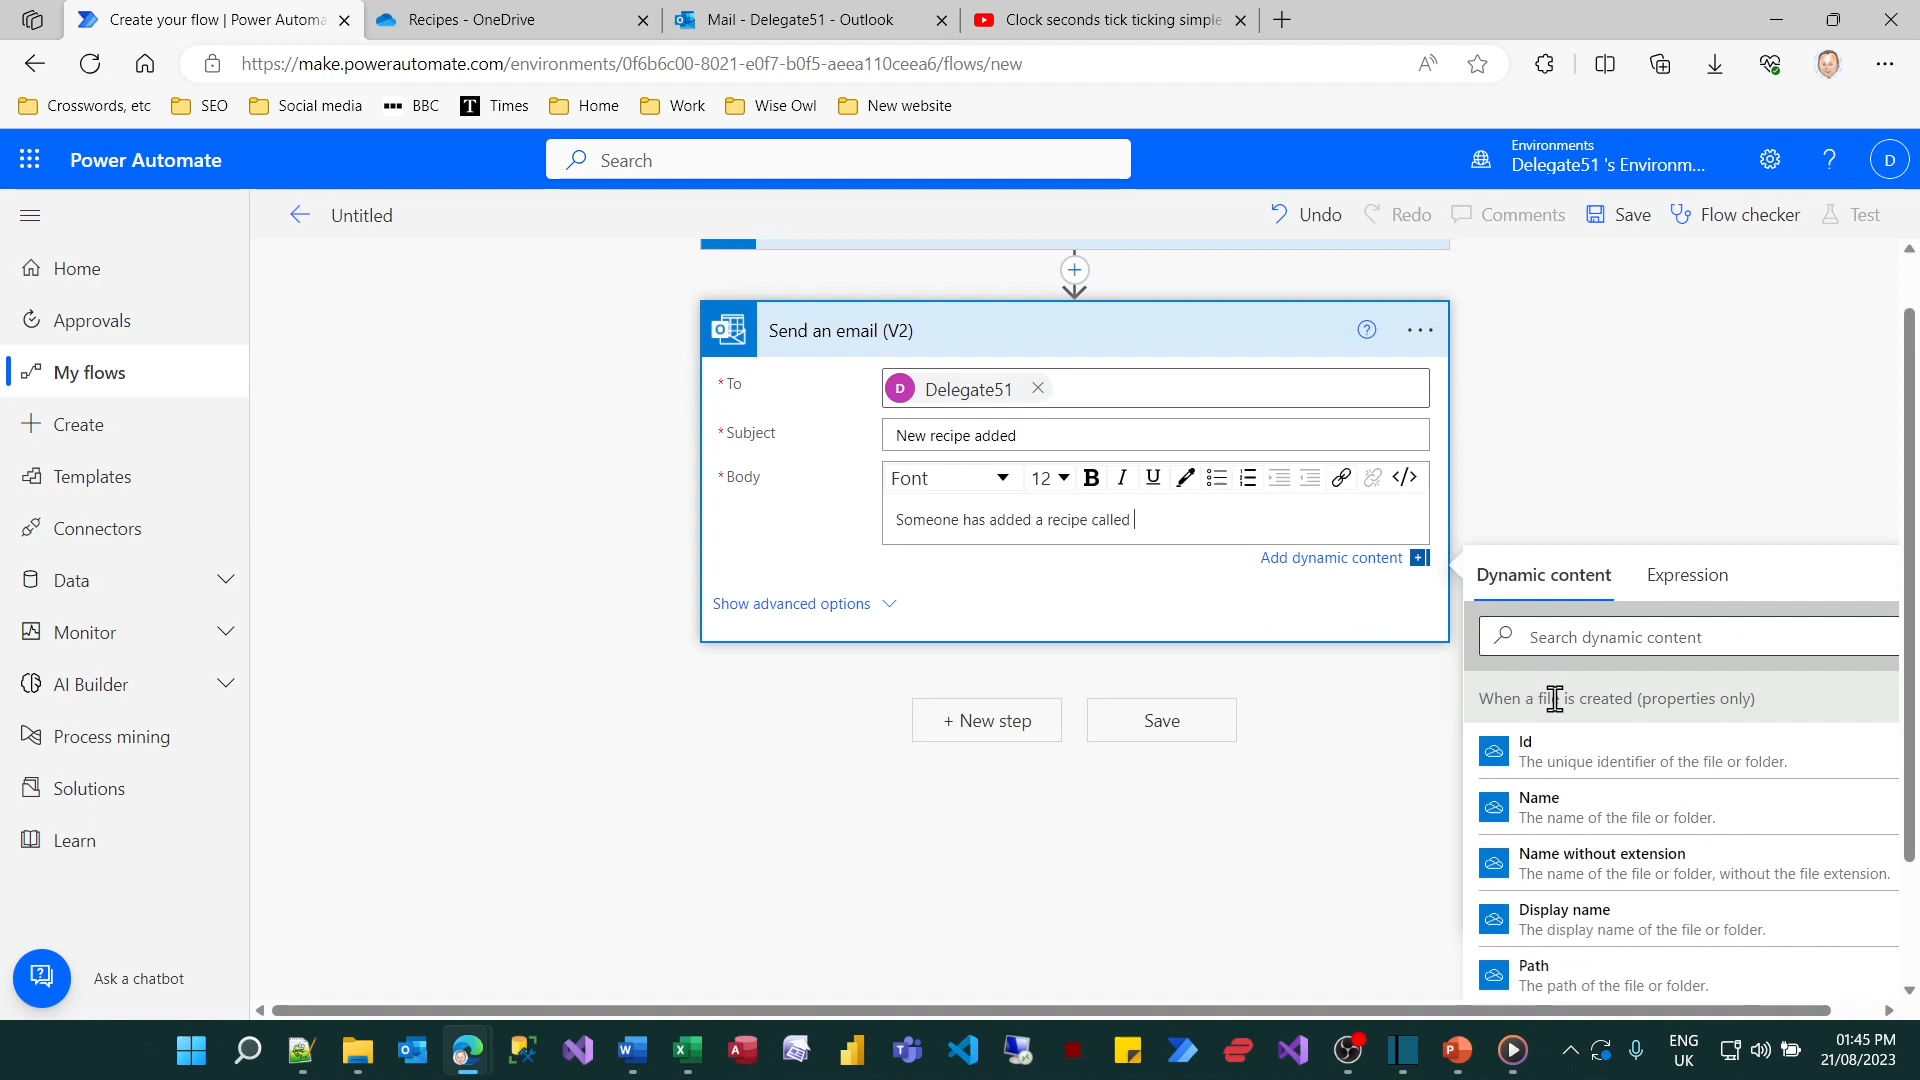 Create your flow | Power Automa
Recipes - OneDrive
Mail - Delegate51 - Outlook
Clock seconds tick ticking simple
https://make.powerautomate.com/environments/0f6b6c00-8021-e0f7-b0f5-aeea110ceea6/flows/new
Crosswords, etc
SEO
Social media
BBC
T Times
Home
Work
Wise Owl
New website
Power Automate
Search
Environments
Delegate51 's Environm...
D
Untitled
Undo
Redo
Comments
Save
Flow checker
Test
Home
Approvals
My flows
Create
Templates
Connectors
Data
Monitor
AI Builder
Process mining
Solutions
Learn
Ask a chatbot
Send an email (V2)
* To
D Delegate51
* Subject
New recipe added
* Body
Font 12 B I U </>
Someone has added a recipe called
Add dynamic content
Show advanced options
+ New step
Save
Dynamic content
Expression
Search dynamic content
When a file is created (properties only)
Id
The unique identifier of the file or folder.
Name
The name of the file or folder.
Name without extension
The name of the file or folder, without the file extension.
Display name
The display name of the file or folder.
Path
The path of the file or folder.
ENG
UK
01:45 PM
21/08/2023